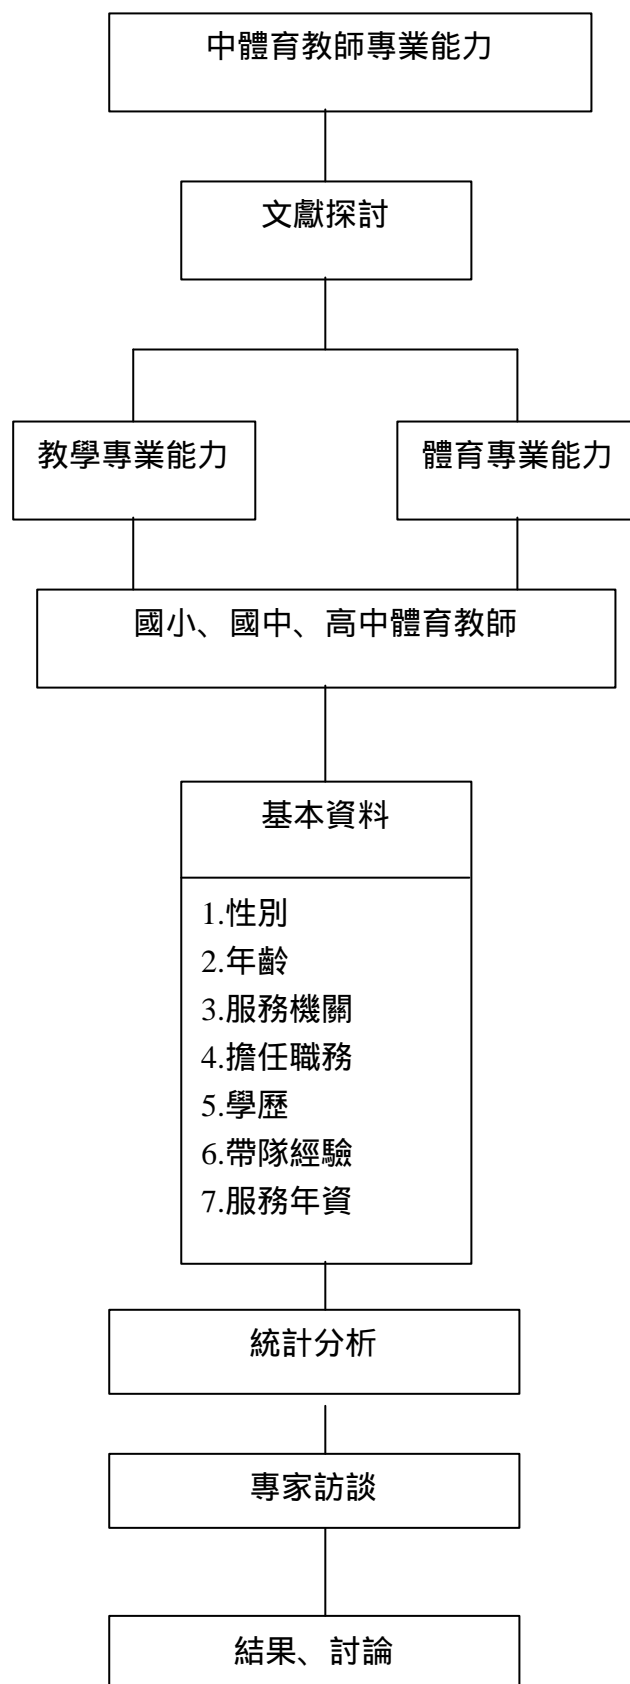 中體育教師專業能力
文獻探討
教學專業能力
體育專業能力
國小、國中、高中體育教師
基本資料
1.性別
2.年齡
3.服務機關
4.擔任職務
5.學歷
6.帶隊經驗
7.服務年資
統計分析
專家訪談
結果、討論